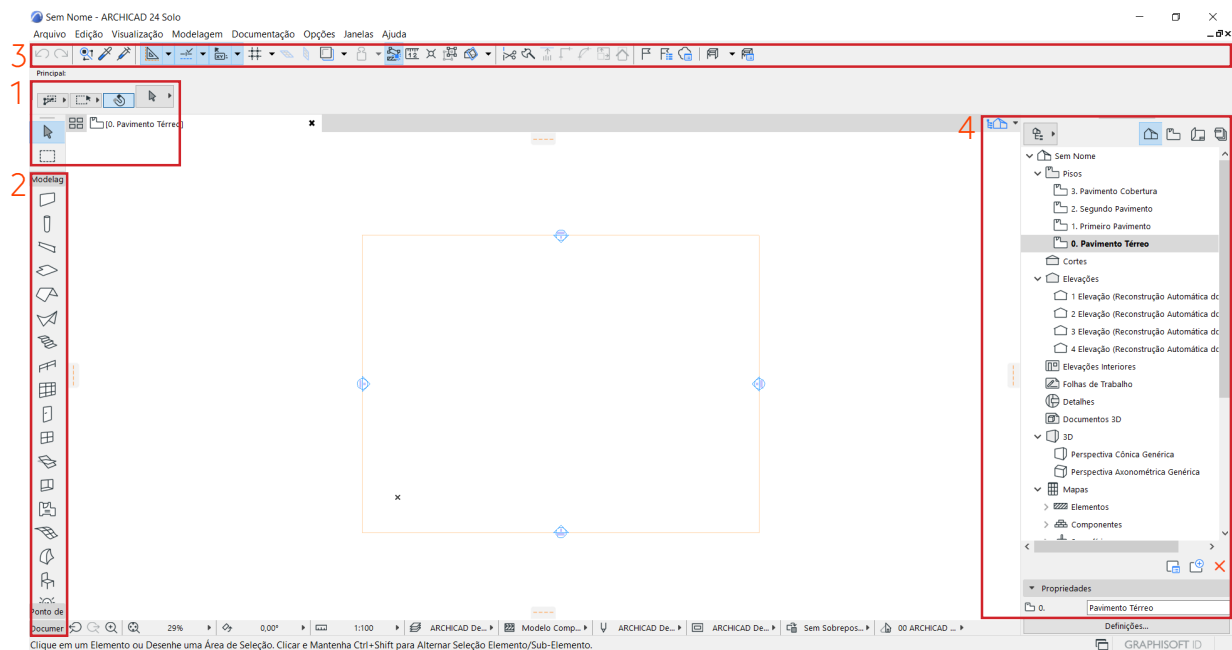 Sem Nome - ARCHICAD 24 Solo
Arquivo Edição Visualização Modelagem Documentação Opções Janelas Ajuda
3
Principal:
1
[0. Pavimento Térreo]
4
Sem Nome
2
Modelag
Pisos
3. Pavimento Cobertura
2. Segundo Pavimento
1. Primeiro Pavimento
0. Pavimento Térreo
Cortes
Elevações
1 Elevação (Reconstrução Automática do
2 Elevação (Reconstrução Automática do
3 Elevação (Reconstrução Automática do
4 Elevação (Reconstrução Automática do
Elevações Interiores
Folhas de Trabalho
Detalhes
Documentos 3D
3D
Perspectiva Cônica Genérica
Perspectiva Axonométrica Genérica
Mapas
Elementos
Componentes
Propriedades
Ponto de
0. Pavimento Térreo
Documer 29% 0,00° 1:100 ARCHICAD De... Modelo Comp... ARCHICAD De... ARCHICAD De... Sem Sobrepos... 00 ARCHICAD ... Definições...
Clique em um Elemento ou Desenhe uma Área de Seleção. Clicar e Mantenha Ctrl+Shift para Alternar Seleção Elemento/Sub-Elemento. GRAPHISOFT ID